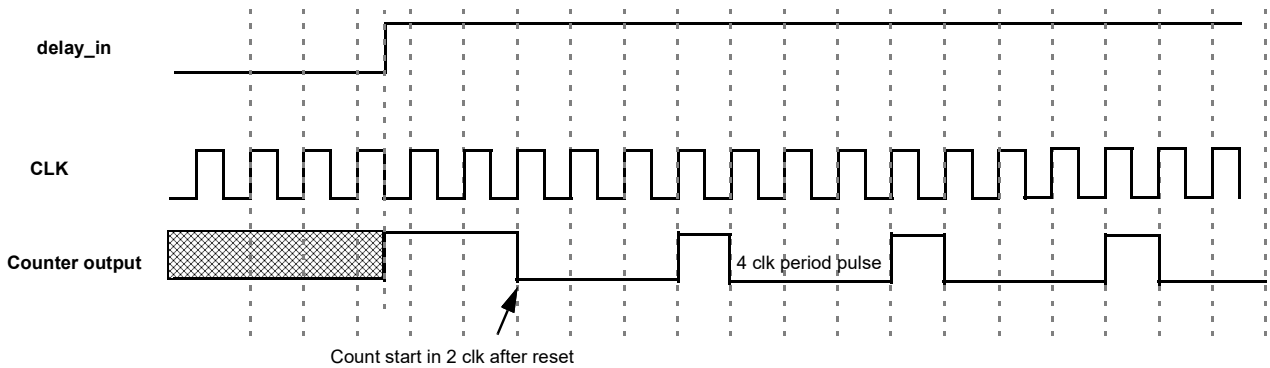 delay_in
CLK
Counter output
4 clk period pulse
Count start in 2 clk after reset